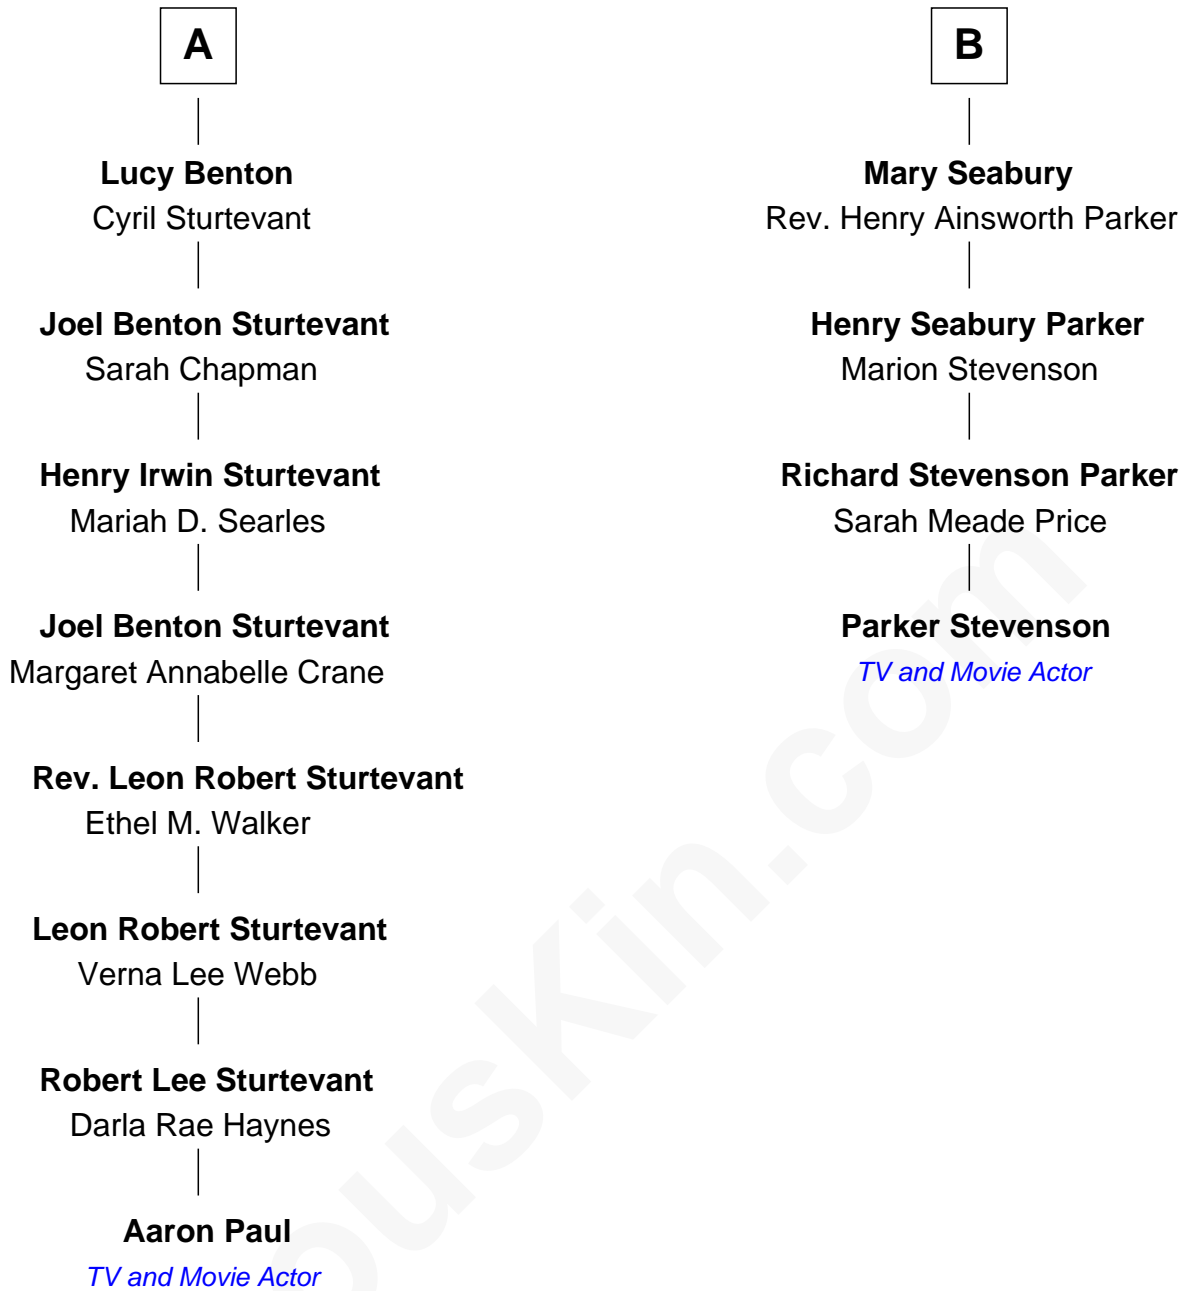 A
Lucy Benton
Cyril Sturtevant
Joel Benton Sturtevant
Sarah Chapman
Henry Irwin Sturtevant
Mariah D. Searles
Joel Benton Sturtevant
Margaret Annabelle Crane
Rev. Leon Robert Sturtevant
Ethel M. Walker
Leon Robert Sturtevant
Verna Lee Webb
Robert Lee Sturtevant
Darla Rae Haynes
Aaron Paul
TV and Movie Actor
B
Mary Seabury
Rev. Henry Ainsworth Parker
Henry Seabury Parker
Marion Stevenson
Richard Stevenson Parker
Sarah Meade Price
Parker Stevenson
TV and Movie Actor
ousKin.com